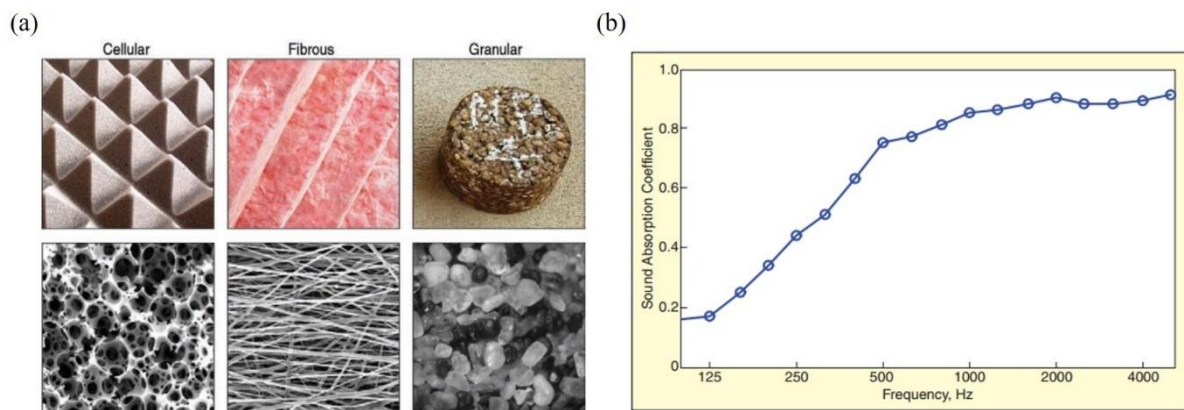 (a)
Cellular
Fibrous
Granular
(b)
1.0
0.8
0.6
0.4
0.2
0
Sound Absorption Coefficient
125
250
500
1000
2000
4000
Frequency, Hz